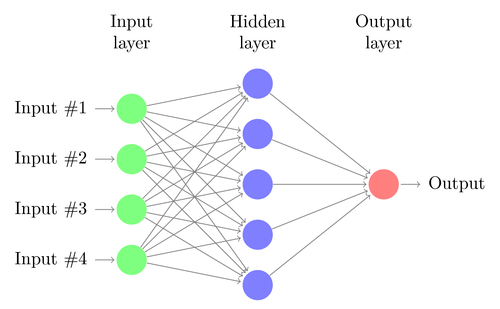 Input
layer
Hidden
layer
Output
layer
Input #1
Input #2
Input #3
Input #4
Output